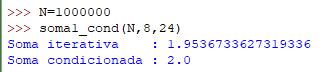 >>> N=1000000
>>> soma1_cond(N,8,24)
Soma iterativa    : 1.9536733627319336
Soma condicionada : 2.0